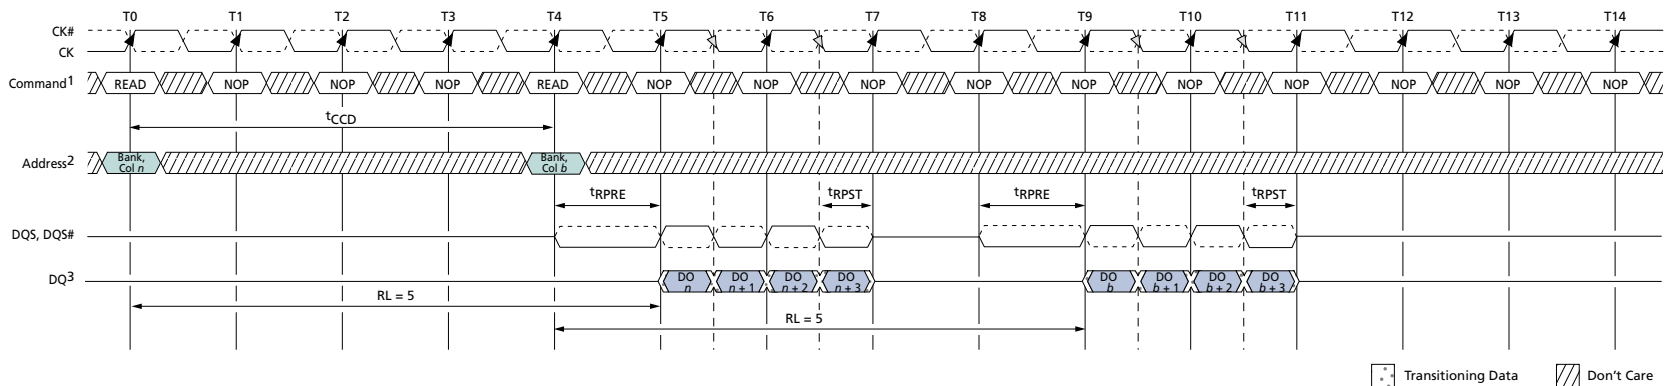 T0 T1 T2 T3 T4 T5 T6 T7 T8 T9 T10 T11 T12 T13 T14
CK#
CK
Command1 READ NOP NOP NOP READ NOP NOP NOP NOP NOP NOP NOP NOP NOP NOP
tCCD
Address2 Bank, Col n Bank, Col b
tRPRE tRPST tRPRE tRPST
DQS, DQS#
DQ3 DO n DO n + 1 DO n + 2 DO n + 3 DO b DO b + 1 DO b + 2 DO b + 3
RL = 5
RL = 5
Transitioning Data Don't Care